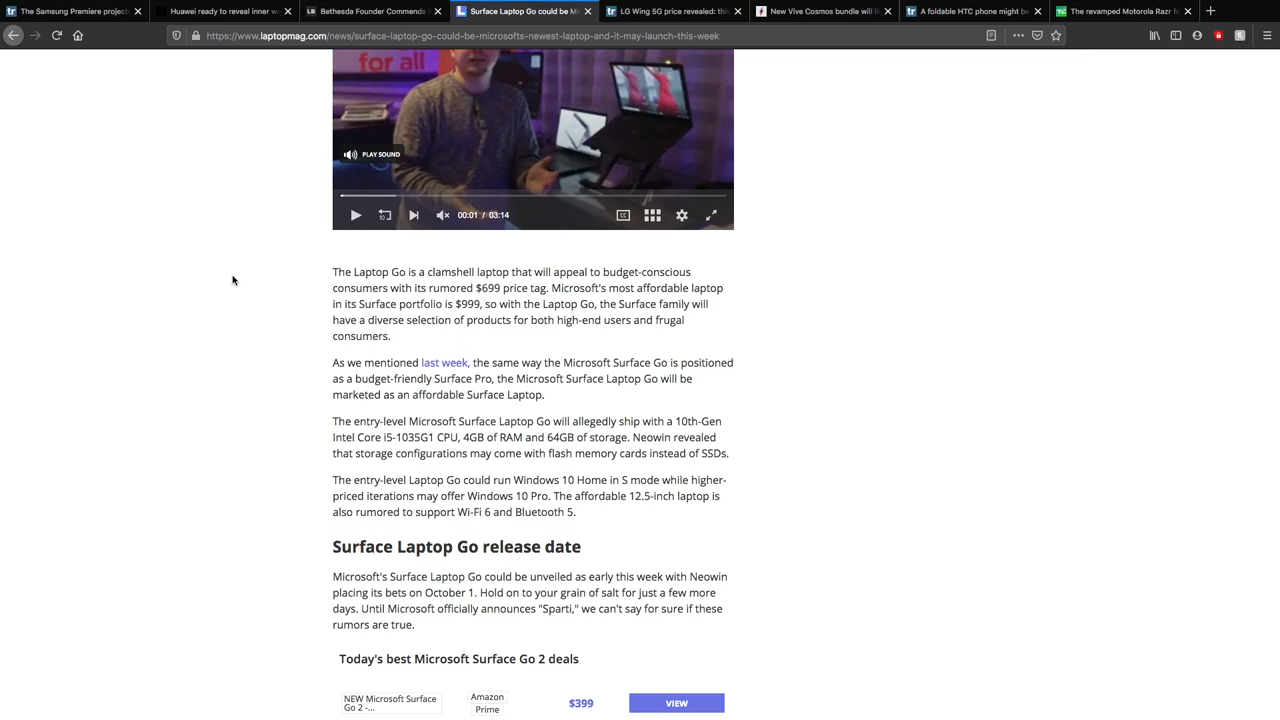 The Samsung Premiere project
Huawei ready to reveal inner w
Bethesda Founder Commends
Surface Laptop Go could be Mi
LG Wing 5G price revealed: this
New Vive Cosmos bundle will
A foldable HTC phone might b
The revamped Motorola Razr fo
https://www.laptopmag.com/news/surface-laptop-go-could-be-microsofts-newest-laptop-and-it-may-launch-this-week
for all
PLAY SOUND
10
00:01 / 03:14
CC
The Laptop Go is a clamshell laptop that will appeal to budget-conscious
consumers with its rumored $699 price tag. Microsoft's most affordable laptop
in its Surface portfolio is $999, so with the Laptop Go, the Surface family will
have a diverse selection of products for both high-end users and frugal
consumers.
As we mentioned last week, the same way the Microsoft Surface Go is positioned
as a budget-friendly Surface Pro, the Microsoft Surface Laptop Go will be
marketed as an affordable Surface Laptop.
The entry-level Microsoft Surface Laptop Go will allegedly ship with a 10th-Gen
Intel Core i5-1035G1 CPU, 4GB of RAM and 64GB of storage. Neowin revealed
that storage configurations may come with flash memory cards instead of SSDs.
The entry-level Laptop Go could run Windows 10 Home in S mode while higher-
priced iterations may offer Windows 10 Pro. The affordable 12.5-inch laptop is
also rumored to support Wi-Fi 6 and Bluetooth 5.
Surface Laptop Go release date
Microsoft's Surface Laptop Go could be unveiled as early this week with Neowin
placing its bets on October 1. Hold on to your grain of salt for just a few more
days. Until Microsoft officially announces "Sparti," we can't say for sure if these
rumors are true.
Today's best Microsoft Surface Go 2 deals
NEW Microsoft Surface
Go 2 -...
Amazon
Prime
$399
VIEW